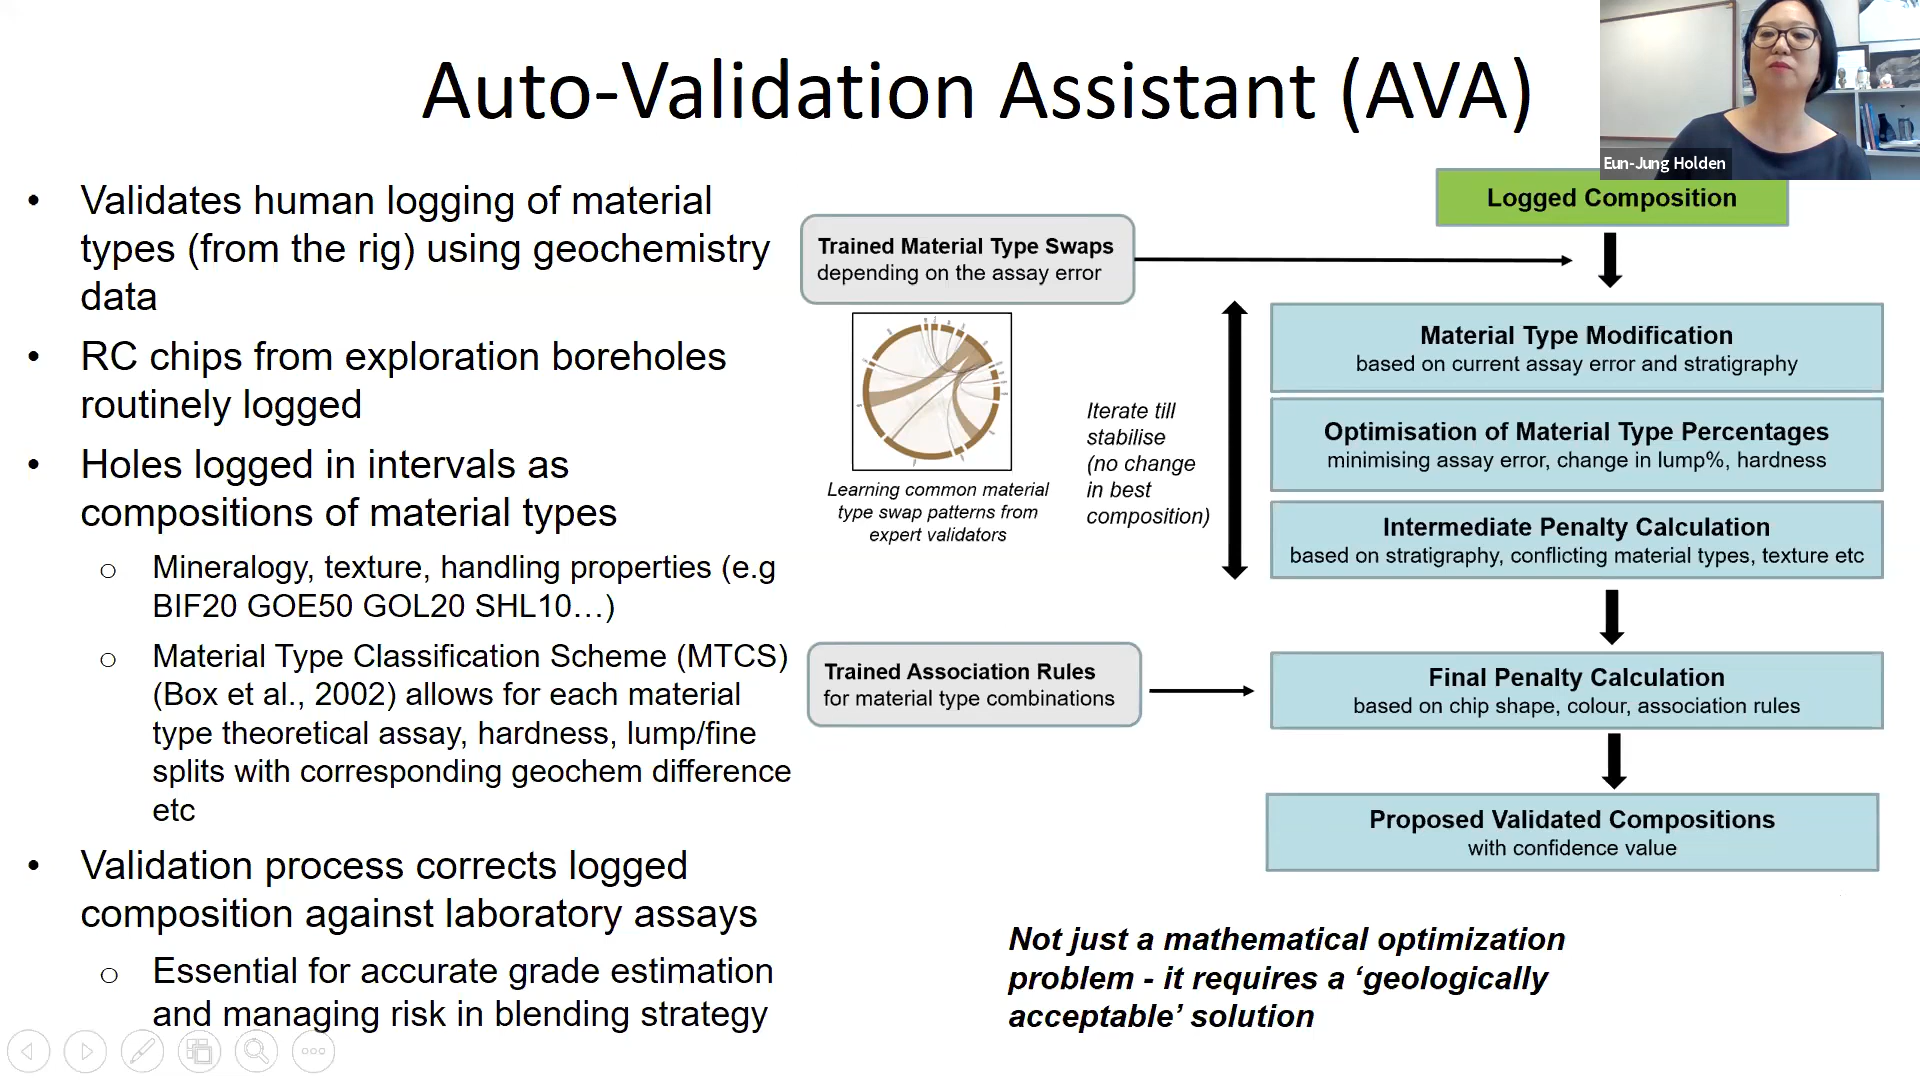 Auto-Validation Assistant (AVA)
Eun-Jung Holden
• Validates human logging of material
types (from the rig) using geochemistry
data
• RC chips from exploration boreholes
routinely logged
• Holes logged in intervals as
compositions of material types
o Mineralogy, texture, handling properties (e.g
BIF20 GOE50 GOL20 SHL10…)
o Material Type Classification Scheme (MTCS)
(Box et al., 2002) allows for each material
type theoretical assay, hardness, lump/fine
splits with corresponding geochem difference
etc
• Validation process corrects logged
composition against laboratory assays
o Essential for accurate grade estimation
and managing risk in blending strategy
Logged Composition
Trained Material Type Swaps
depending on the assay error
Learning common material
type swap patterns from
expert validators
Iterate till
stabilise
(no change
in best
composition)
Material Type Modification
based on current assay error and stratigraphy
Optimisation of Material Type Percentages
minimising assay error, change in lump%, hardness
Intermediate Penalty Calculation
based on stratigraphy, conflicting material types, texture etc
Trained Association Rules
for material type combinations
Final Penalty Calculation
based on chip shape, colour, association rules
Proposed Validated Compositions
with confidence value
Not just a mathematical optimization
problem - it requires a ‘geologically
acceptable’ solution